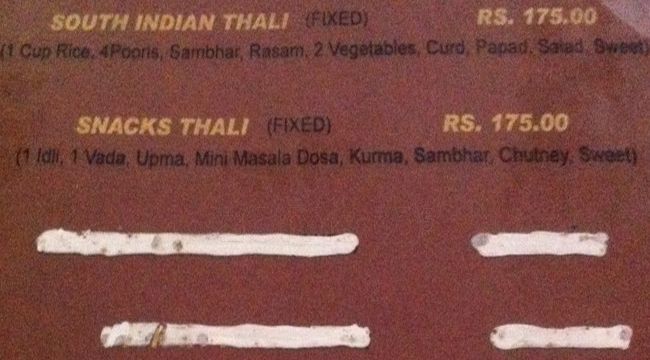 SOUTH INDIAN THALI (FIXED) RS. 175.00
(1 Cup Rice, 4Pooris, Sambhar, Rasam, 2 Vegetables, Curd, Papad, Salad, Sweet)
SNACKS THALI (FIXED) RS. 175.00
(1 Idli, 1 Vada, Upma, Mini Masala Dosa, Kurma, Sambhar, Chutney, Sweet)